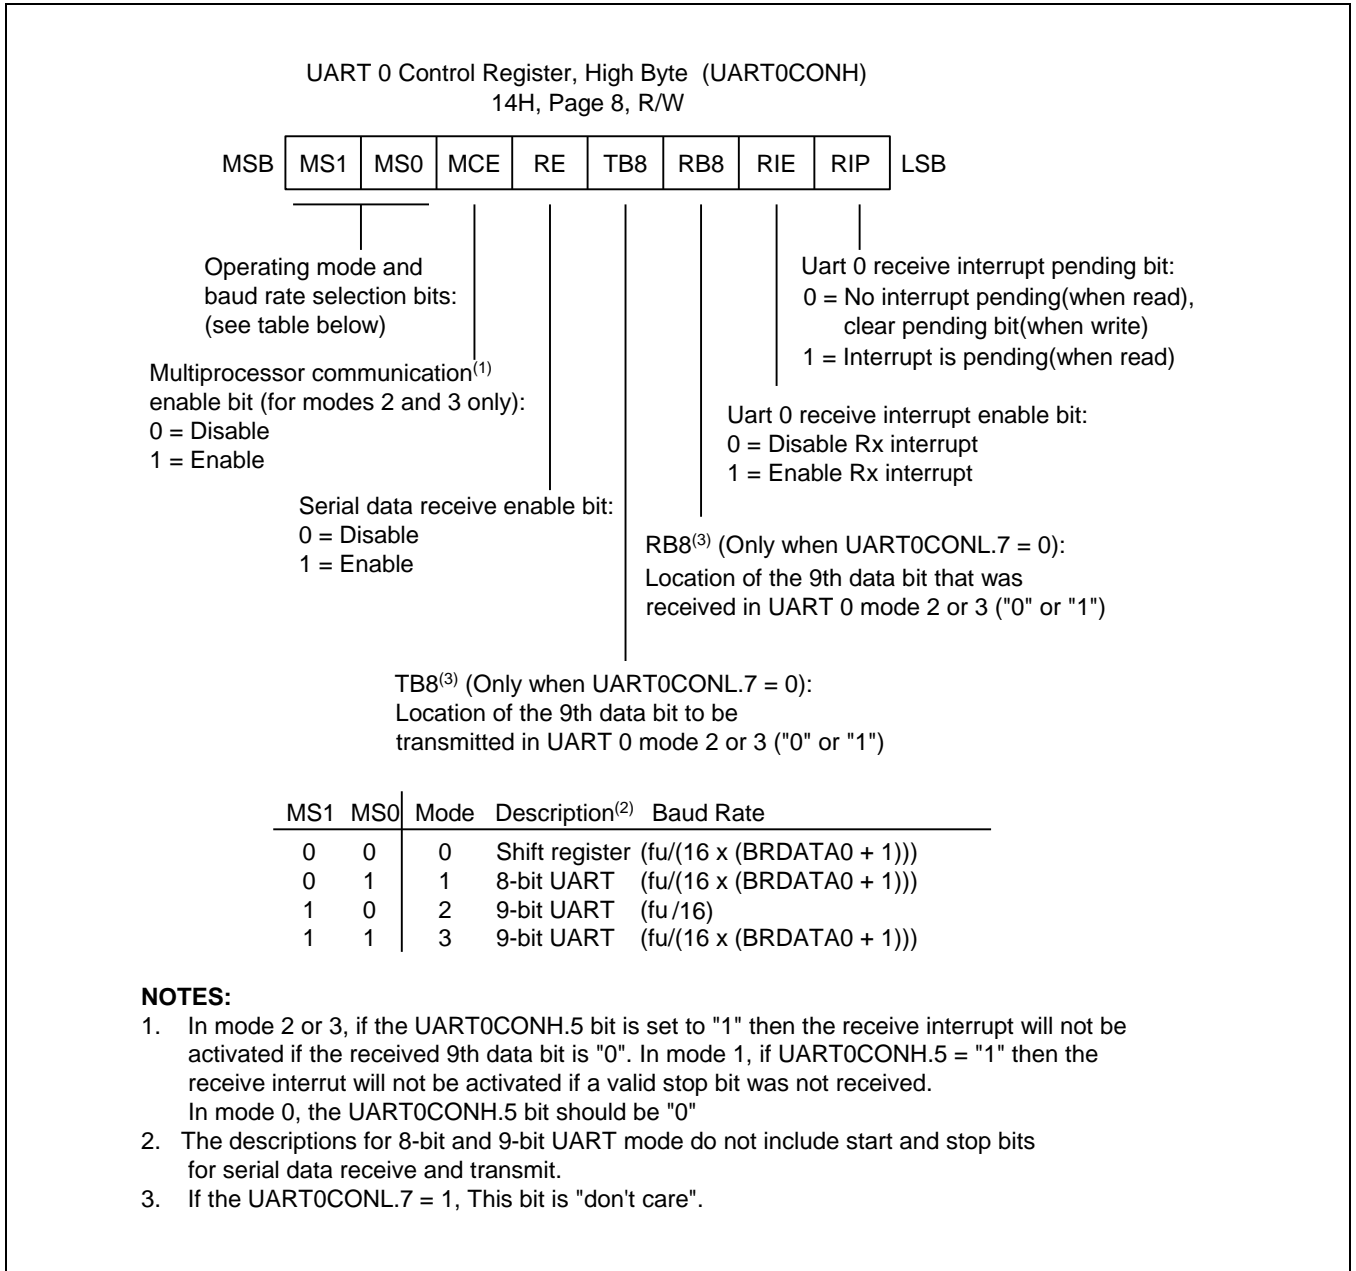 UART 0 Control Register, High Byte (UART0CONH)
14H, Page 8, R/W
MSB MS1 MS0 MCE RE TB8 RB8 RIE RIP LSB
Operating mode and
baud rate selection bits:
(see table below)
Uart 0 receive interrupt pending bit:
0 = No interrupt pending(when read),
clear pending bit(when write)
1 = Interrupt is pending(when read)
Multiprocessor communication(1)
enable bit (for modes 2 and 3 only):
0 = Disable
1 = Enable
Uart 0 receive interrupt enable bit:
0 = Disable Rx interrupt
1 = Enable Rx interrupt
Serial data receive enable bit:
0 = Disable
1 = Enable
RB8(3) (Only when UART0CONL.7 = 0):
Location of the 9th data bit that was
received in UART 0 mode 2 or 3 ("0" or "1")
TB8(3) (Only when UART0CONL.7 = 0):
Location of the 9th data bit to be
transmitted in UART 0 mode 2 or 3 ("0" or "1")
MS1 MS0 Mode Description(2) Baud Rate
0 0 0 Shift register (fu/(16 x (BRDATA0 + 1)))
0 1 1 8-bit UART (fu/(16 x (BRDATA0 + 1)))
1 0 2 9-bit UART (fu/16)
1 1 3 9-bit UART (fu/(16 x (BRDATA0 + 1)))
NOTES:
1. In mode 2 or 3, if the UART0CONH.5 bit is set to "1" then the receive interrupt will not be
activated if the received 9th data bit is "0". In mode 1, if UART0CONH.5 = "1" then the
receive interrut will not be activated if a valid stop bit was not received.
In mode 0, the UART0CONH.5 bit should be "0"
2. The descriptions for 8-bit and 9-bit UART mode do not include start and stop bits
for serial data receive and transmit.
3. If the UART0CONL.7 = 1, This bit is "don't care".